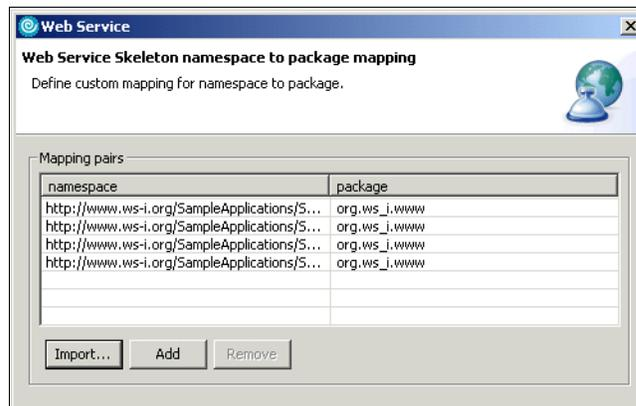 Web Service
Web Service Skeleton namespace to package mapping
Define custom mapping for namespace to package.
Mapping pairs
namespace package
http://www.ws-i.org/SampleApplications/S... org.ws_i.www
http://www.ws-i.org/SampleApplications/S... org.ws_i.www
http://www.ws-i.org/SampleApplications/S... org.ws_i.www
http://www.ws-i.org/SampleApplications/S... org.ws_i.www
Import... Add Remove